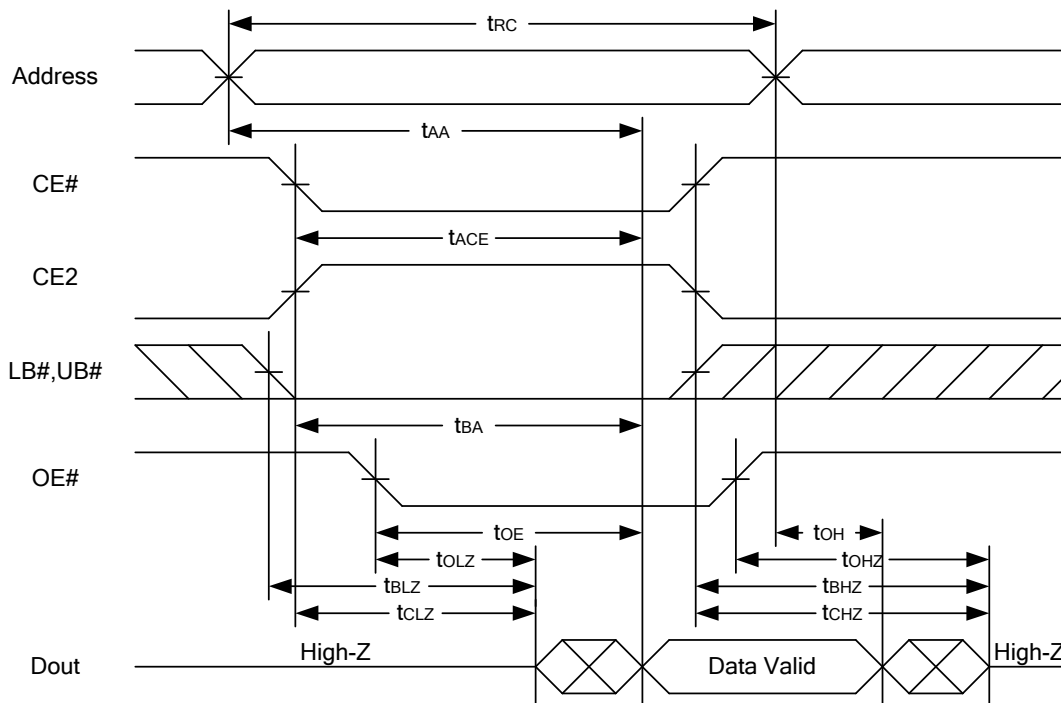 tRC
Address
tAA
CE#
tACE
CE2
LB#,UB#
tBA
OE#
tOE
tOH
tOLZ
tOHZ
tBLZ
tBHZ
tCLZ
tCHZ
Dout
High-Z
Data Valid
High-Z